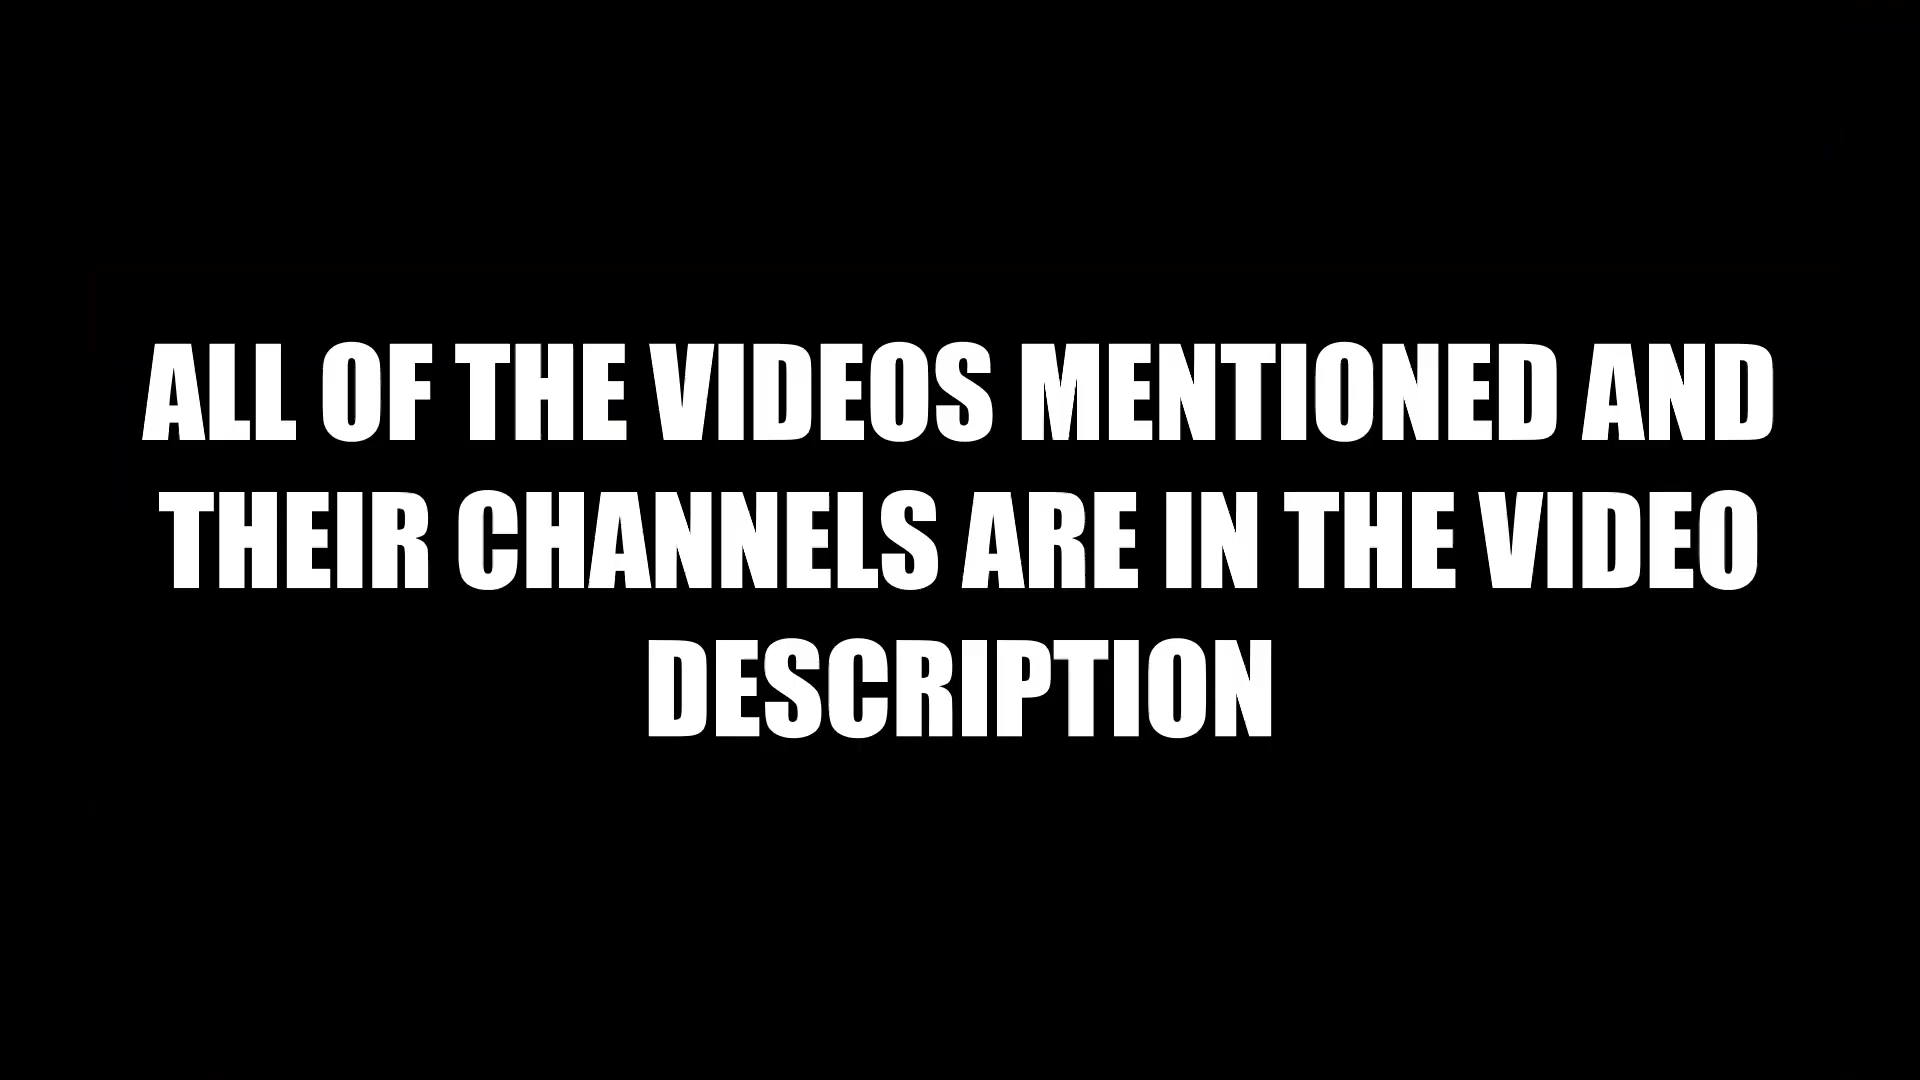 ALL OF THE VIDEOS MENTIONED AND
THEIR CHANNELS ARE IN THE VIDEO
DESCRIPTION